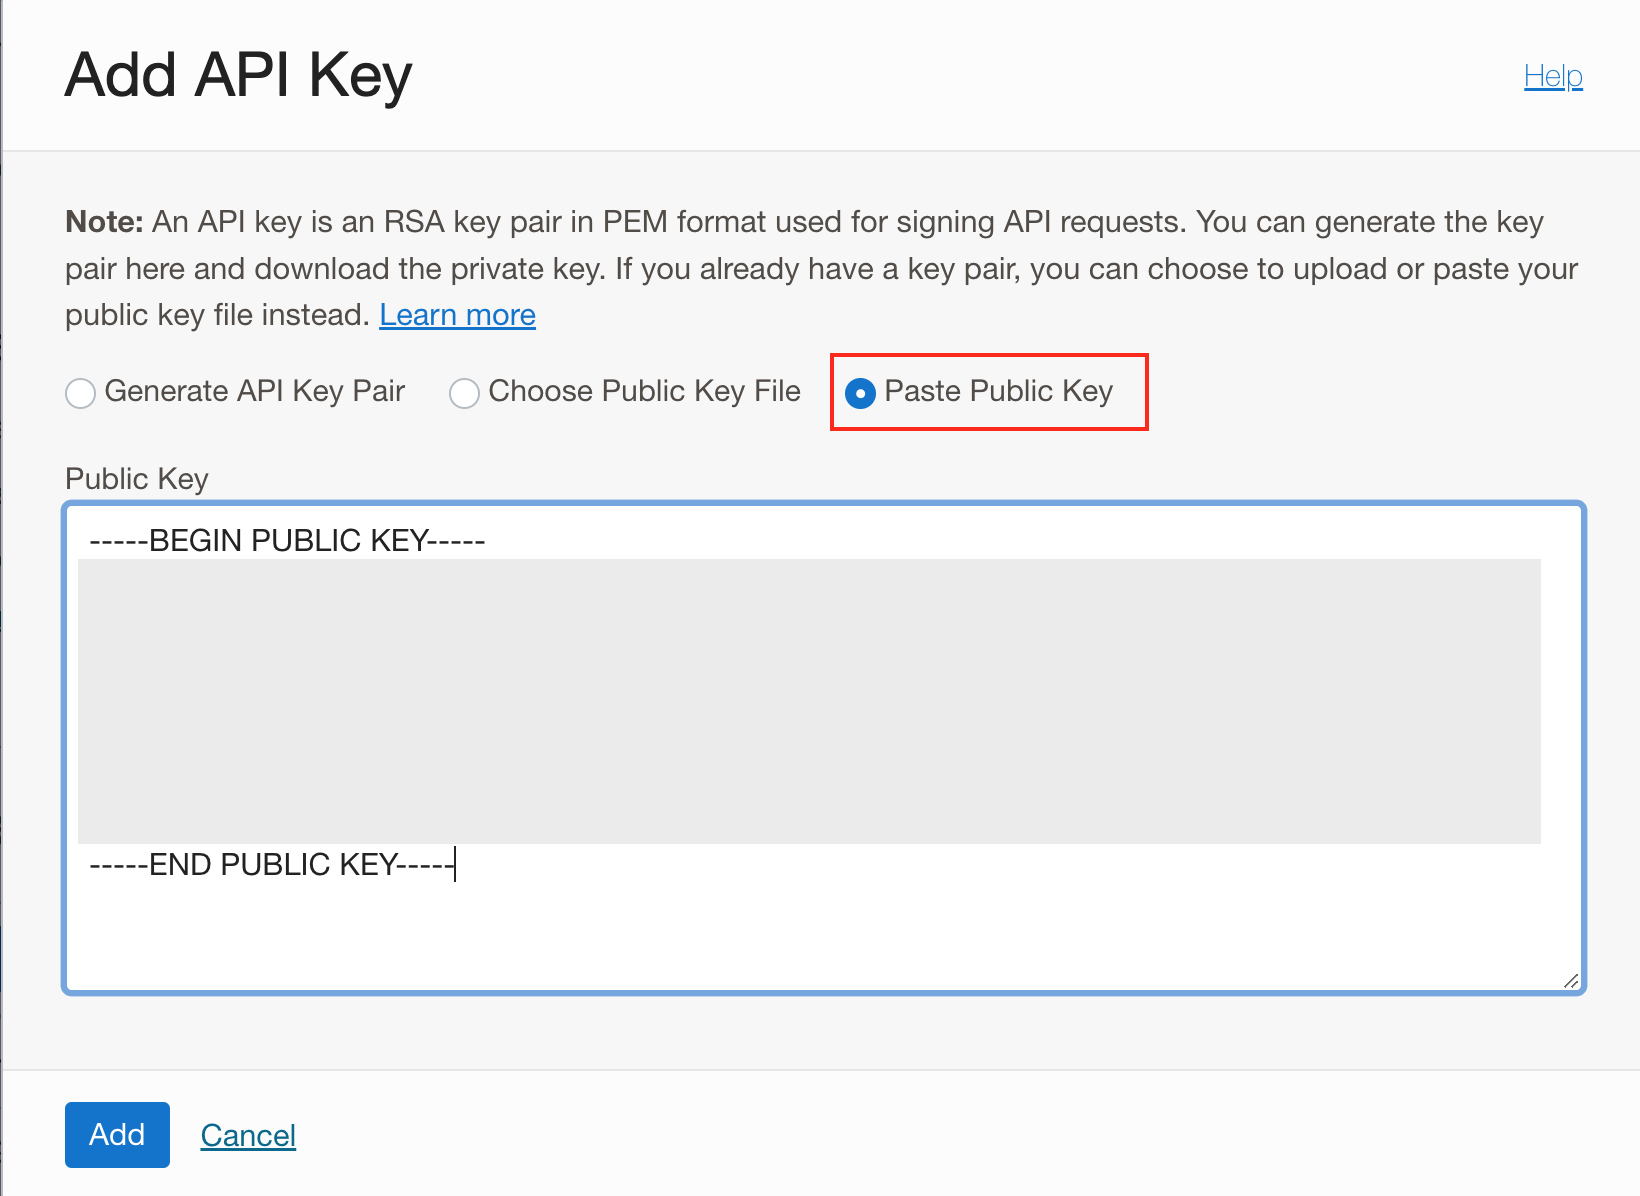 Add API Key
Help
Note: An API key is an RSA key pair in PEM format used for signing API requests. You can generate the key
pair here and download the private key. If you already have a key pair, you can choose to upload or paste your
public key file instead. Learn more
Generate API Key Pair Choose Public Key File Paste Public Key
Public Key
-----BEGIN PUBLIC KEY-----
-----END PUBLIC KEY-----
Add Cancel